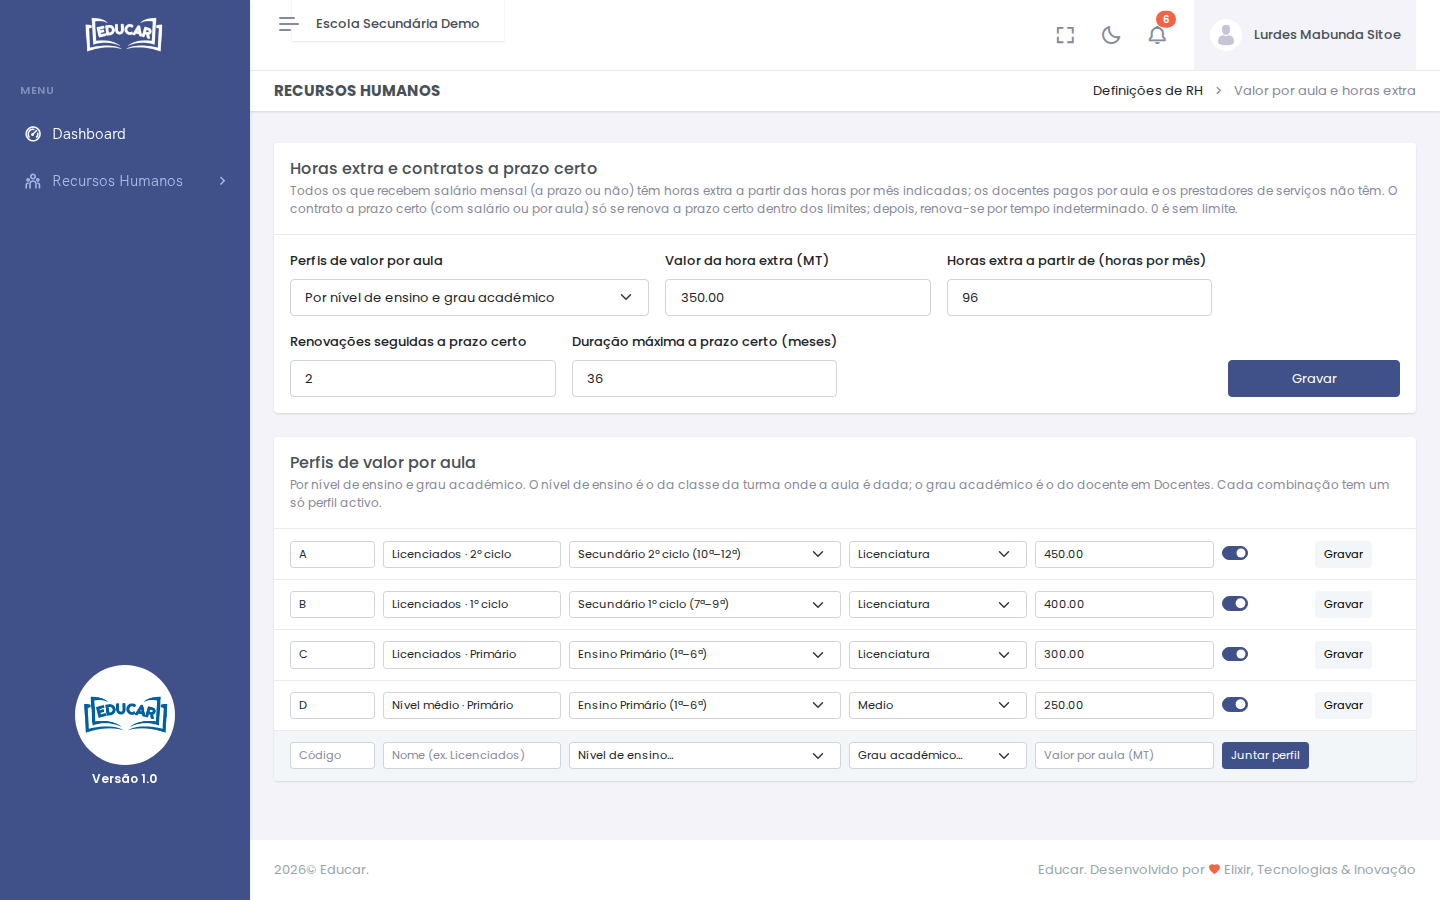 EDUCAR
Escola Secundária Demo
6
Lurdes Mabunda Sitoe
MENU
Dashboard
Recursos Humanos
RECURSOS HUMANOS
Definições de RH > Valor por aula e horas extra
Horas extra e contratos a prazo certo
Todos os que recebem salário mensal (a prazo ou não) têm horas extra a partir das horas por mês indicadas; os docentes pagos por aula e os prestadores de serviços não têm. O
contrato a prazo certo (com salário ou por aula) só se renova a prazo certo dentro dos limites; depois, renova-se por tempo indeterminado. 0 é sem limite.
Perfis de valor por aula
Valor da hora extra (MT)
Horas extra a partir de (horas por mês)
Por nível de ensino e grau académico
350.00
96
Renovações seguidas a prazo certo
Duração máxima a prazo certo (meses)
2
36
Gravar
Perfis de valor por aula
Por nível de ensino e grau académico. O nível de ensino é o da classe da turma onde a aula é dada; o grau académico é o do docente em Docentes. Cada combinação tem um
só perfil activo.
A Licenciados · 2º ciclo Secundário 2º ciclo (10ª–12ª) Licenciatura 450.00 Gravar
B Licenciados · 1º ciclo Secundário 1º ciclo (7ª–9ª) Licenciatura 400.00 Gravar
C Licenciados · Primário Ensino Primário (1ª–6ª) Licenciatura 300.00 Gravar
D Nível médio · Primário Ensino Primário (1ª–6ª) Medio 250.00 Gravar
Código Nome (ex. Licenciados) Nível de ensino... Grau académico... Valor por aula (MT) Juntar perfil
EDUCAR
Versão 1.0
2026© Educar.
Educar. Desenvolvido por ♥ Elixir, Tecnologias & Inovação